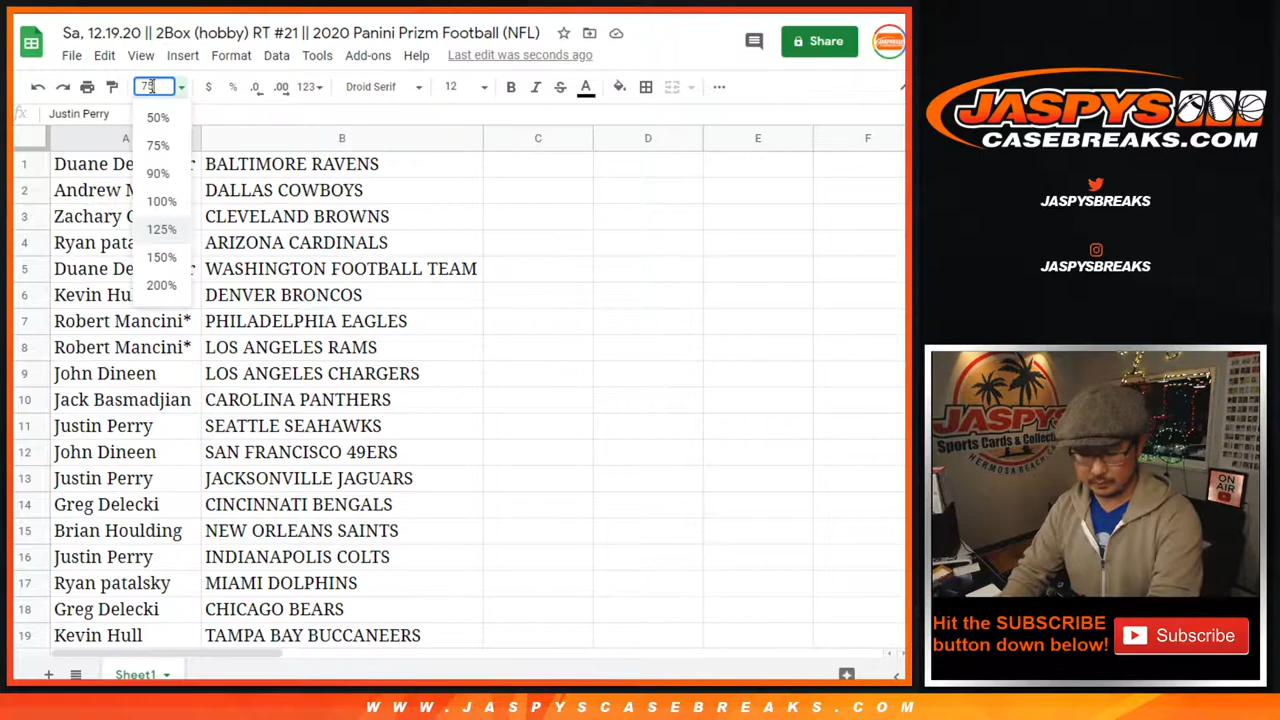 Sa, 12.19.20 || 2Box (hobby) RT #21 || 2020 Panini Prizm Football (NFL)
File Edit View Insert Format Data Tools Add-ons Help Last edit was seconds ago
Share
$ % .0 .00 123 Droid Serif 12 B I S A
fx Justin Perry
50%
75%
90%
100%
125%
150%
200%
A B C D E F
1 Duane De BALTIMORE RAVENS
2 Andrew DALLAS COWBOYS
3 Zachary CLEVELAND BROWNS
4 Ryan pata ARIZONA CARDINALS
5 Duane De WASHINGTON FOOTBALL TEAM
6 Kevin Hu DENVER BRONCOS
7 Robert Mancini* PHILADELPHIA EAGLES
8 Robert Mancini* LOS ANGELES RAMS
9 John Dineen LOS ANGELES CHARGERS
10 Jack Basmadjian CAROLINA PANTHERS
11 Justin Perry SEATTLE SEAHAWKS
12 John Dineen SAN FRANCISCO 49ERS
13 Justin Perry JACKSONVILLE JAGUARS
14 Greg Delecki CINCINNATI BENGALS
15 Brian Houlding NEW ORLEANS SAINTS
16 Justin Perry INDIANAPOLIS COLTS
17 Ryan patalsky MIAMI DOLPHINS
18 Greg Delecki CHICAGO BEARS
19 Kevin Hull TAMPA BAY BUCCANEERS
Sheet1
JASPYS
CASEBREAKS.COM
JASPYSBREAKS
JASPYSBREAKS
JASPYS
Sports Cards & Collec
HERMOSA BEACH
ON AIR
Hit the SUBSCRIBE
button down below!
Subscribe
WWW.JASPYSCASEBREAKS.COM